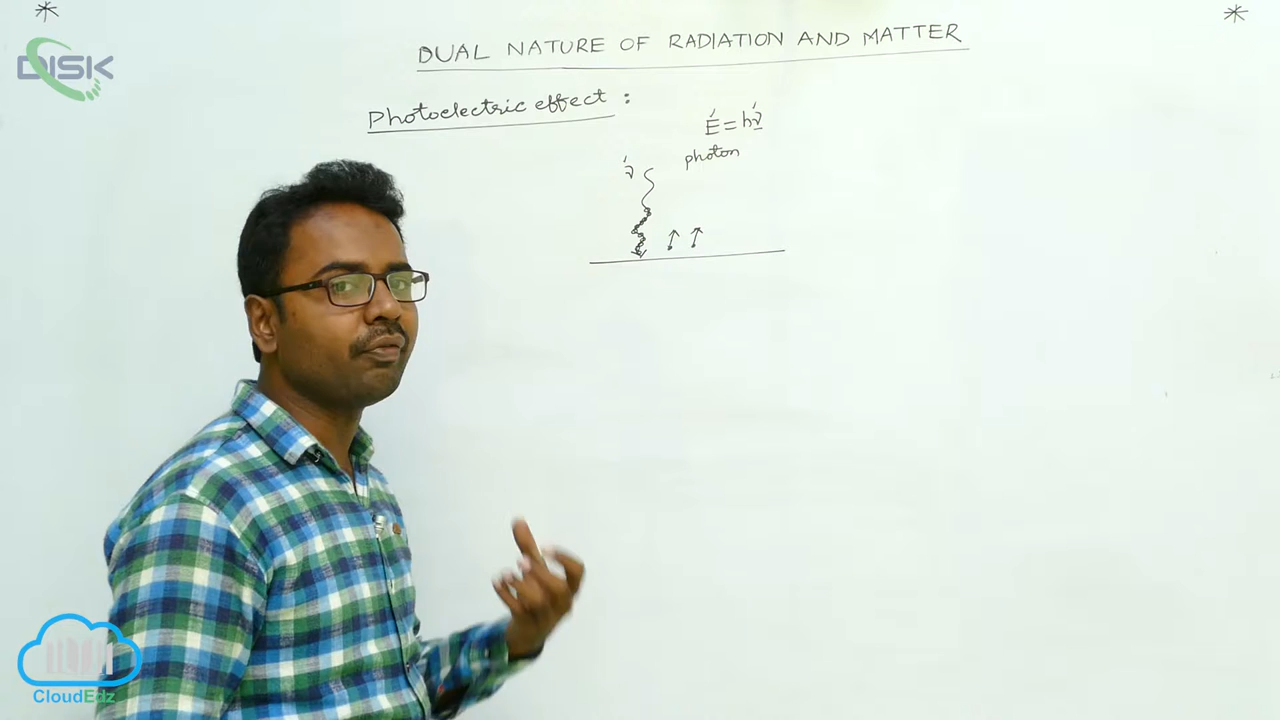 DISK
DUAL NATURE OF RADIATION AND MATTER
Photoelectric effect :
E = hν
photon
ν
CloudEdz